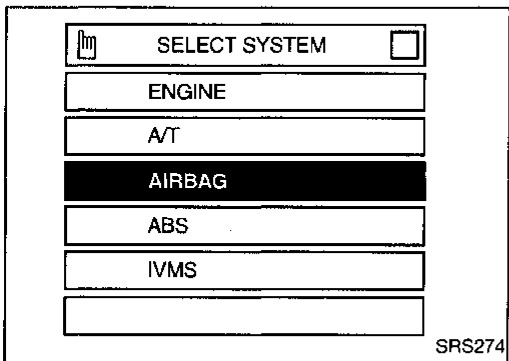 SELECT SYSTEM
ENGINE
A/T
AIRBAG
ABS
IVMS
SRS274